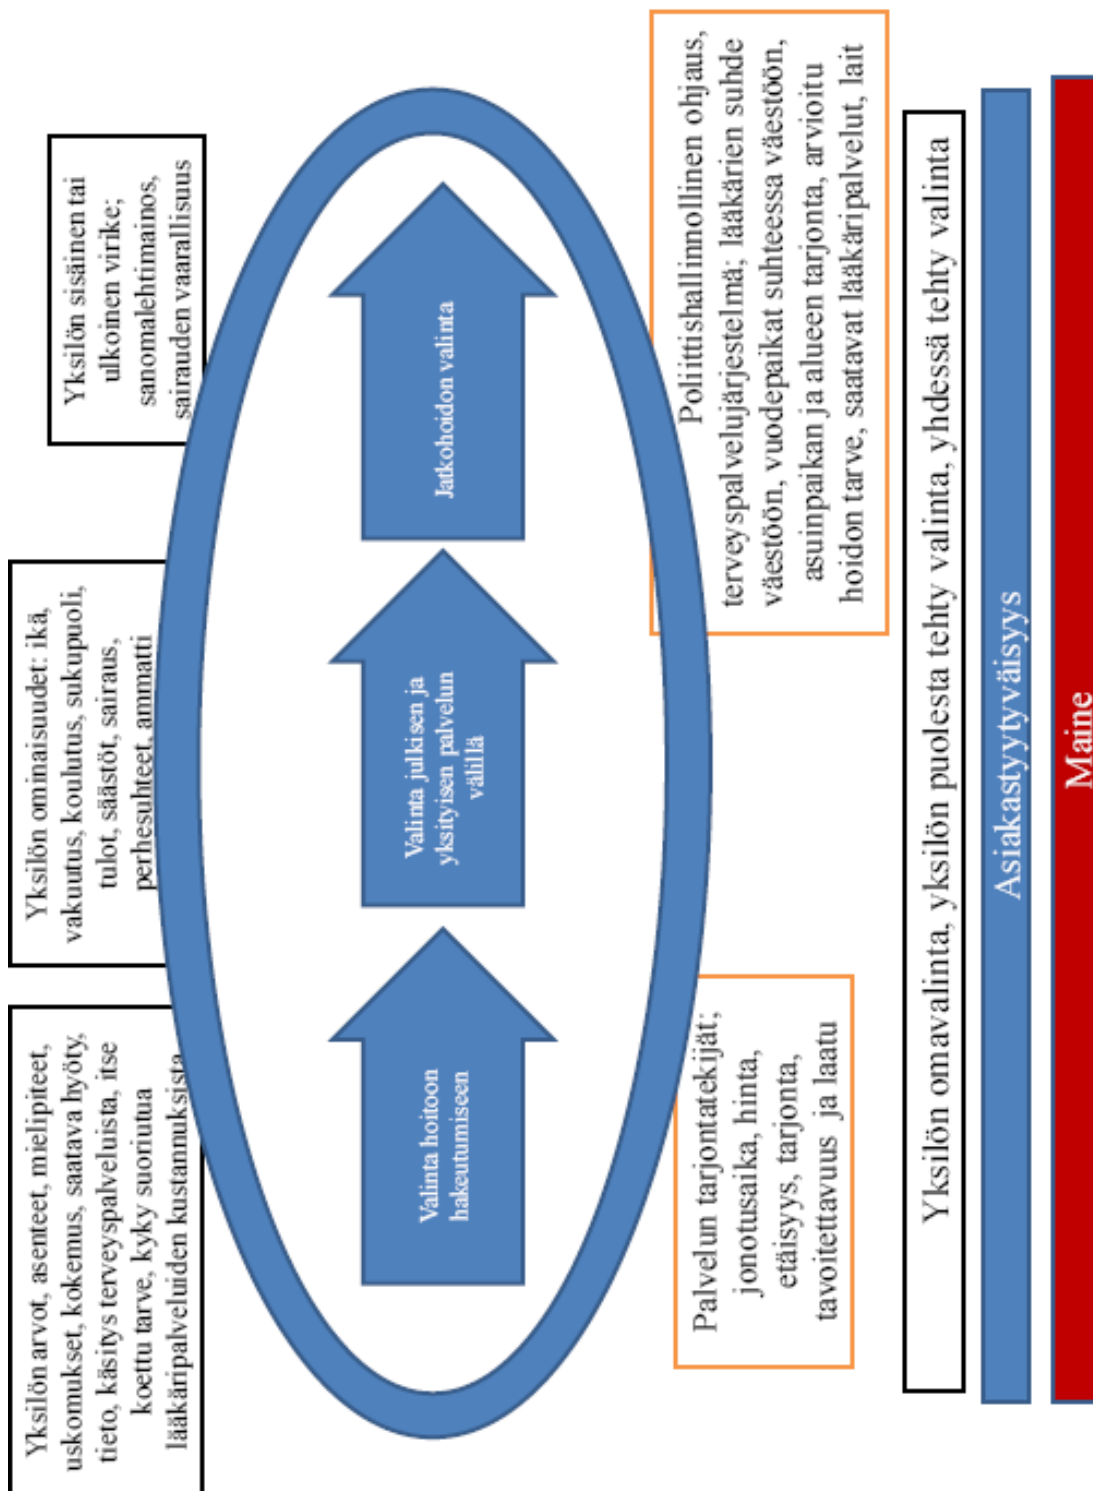 Yksilön arvot, asenteet, mielipiteet,
uskomukset, kokemus, saatava hyöty,
tieto, käsitys terveyspalveluista, itse
koettu tarve, kyky suoriutua
lääkäripalveluiden kustannuksista
Yksilön ominaisuudet: ikä,
vakuutus, koulutus, sukupuoli,
tulot, säästöt, sairaus,
perhesuhteet, ammatti
Yksilön sisäinen tai
ulkoinen virike;
sanomalehtimainos,
sairauden vaarallisuus
Valinta hoitoon
hakeutumiseen
Valinta julkisen ja
yksityisen palvelun
välillä
Jatkohoidon valinta
Palvelun tarjontatekijät;
jonotusaika, hinta,
etäisyys, tarjonta,
tavoitettavuus ja laatu
Poliittishallinnollinen ohjaus,
terveyspalvelujärjestelmä; lääkärien suhde
väestöön, vuodepaikat suhteessa väestöön,
asuinpaikan ja alueen tarjonta, arvioitu
hoidon tarve, saatavat lääkäripalvelut, lait
Yksilön omavalinta, yksilön puolesta tehty valinta, yhdessä tehty valinta
Asiakastyytyväisyys
Maine